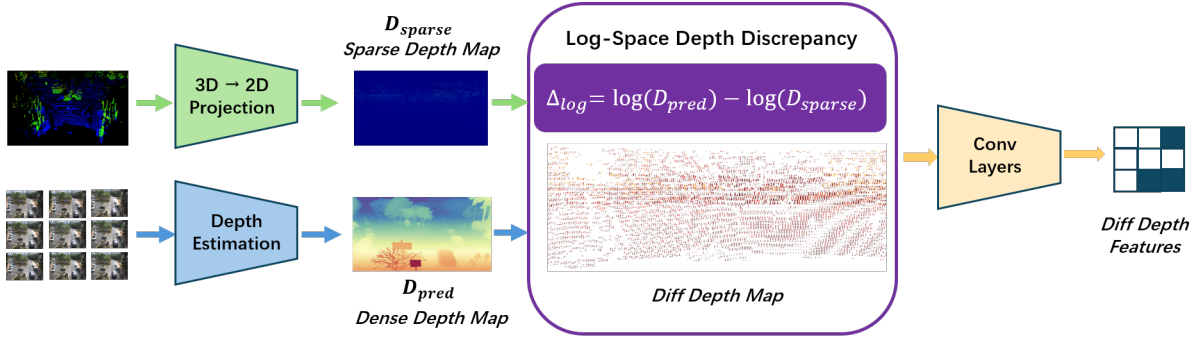 D_sparse
Sparse Depth Map
3D → 2D
Projection
Log-Space Depth Discrepancy
Δ_log = log(D_pred) − log(D_sparse)
Conv
Layers
Depth
Estimation
D_pred
Dense Depth Map
Diff Depth Map
Diff Depth
Features